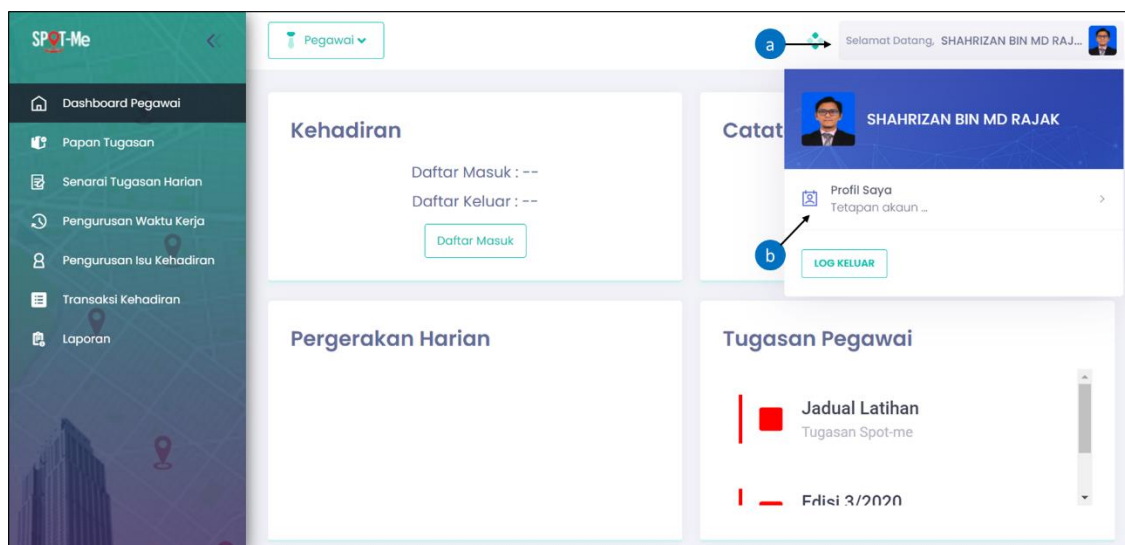 SPOT-Me
Pegawai
a
Selamat Datang, SHAHRIZAN BIN MD RAJ...
Dashboard Pegawai
Papan Tugasan
Senarai Tugasan Harian
Pengurusan Waktu Kerja
Pengurusan Isu Kehadiran
Transaksi Kehadiran
Laporan
Kehadiran
Daftar Masuk : --
Daftar Keluar : --
Daftar Masuk
Catat
SHAHRIZAN BIN MD RAJAK
Profil Saya
Tetapan akaun ...
b
LOG KELUAR
Pergerakan Harian
Tugasan Pegawai
Jadual Latihan
Tugasan Spot-me
Edisi 3/2020